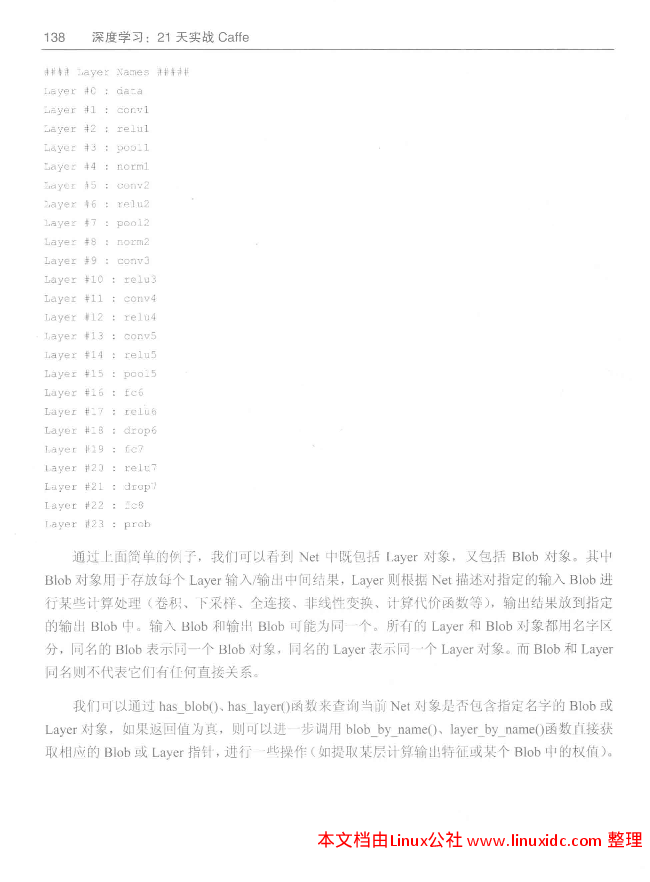 138 深度学习：21 天实战 Caffe
#### Layer Names #####
Layer #0 : data
Layer #1 : conv1
Layer #2 : relu1
Layer #3 : pool1
Layer #4 : norm1
Layer #5 : conv2
Layer #6 : relu2
Layer #7 : pool2
Layer #8 : norm2
Layer #9 : conv3
Layer #10 : relu3
Layer #11 : conv4
Layer #12 : relu4
Layer #13 : conv5
Layer #14 : relu5
Layer #15 : pool5
Layer #16 : fc6
Layer #17 : relu6
Layer #18 : drop6
Layer #19 : fc7
Layer #20 : relu7
Layer #21 : drop7
Layer #22 : fc8
Layer #23 : prob
通过上面简单的例子，我们可以看到 Net 中既包括 Layer 对象，又包括 Blob 对象。其中
Blob 对象用于存放每个 Layer 输入/输出中间结果，Layer 则根据 Net 描述对指定的输入 Blob 进
行某些计算处理（卷积、下采样、全连接、非线性变换、计算代价函数等），输出结果放到指定
的输出 Blob 中。输入 Blob 和输出 Blob 可能为同一个。所有的 Layer 和 Blob 对象都用名字区
分，同名的 Blob 表示同一个 Blob 对象，同名的 Layer 表示同一个 Layer 对象。而 Blob 和 Layer
同名则不代表它们有任何直接关系。
我们可以通过 has_blob()、has_layer()函数来查询当前 Net 对象是否包含指定名字的 Blob 或
Layer 对象，如果返回值为真，则可以进一步调用 blob_by_name()、layer_by_name()函数直接获
取相应的 Blob 或 Layer 指针，进行一些操作（如提取某层计算输出特征或某个 Blob 中的权值）。
本文档由Linux公社 www.linuxidc.com 整理